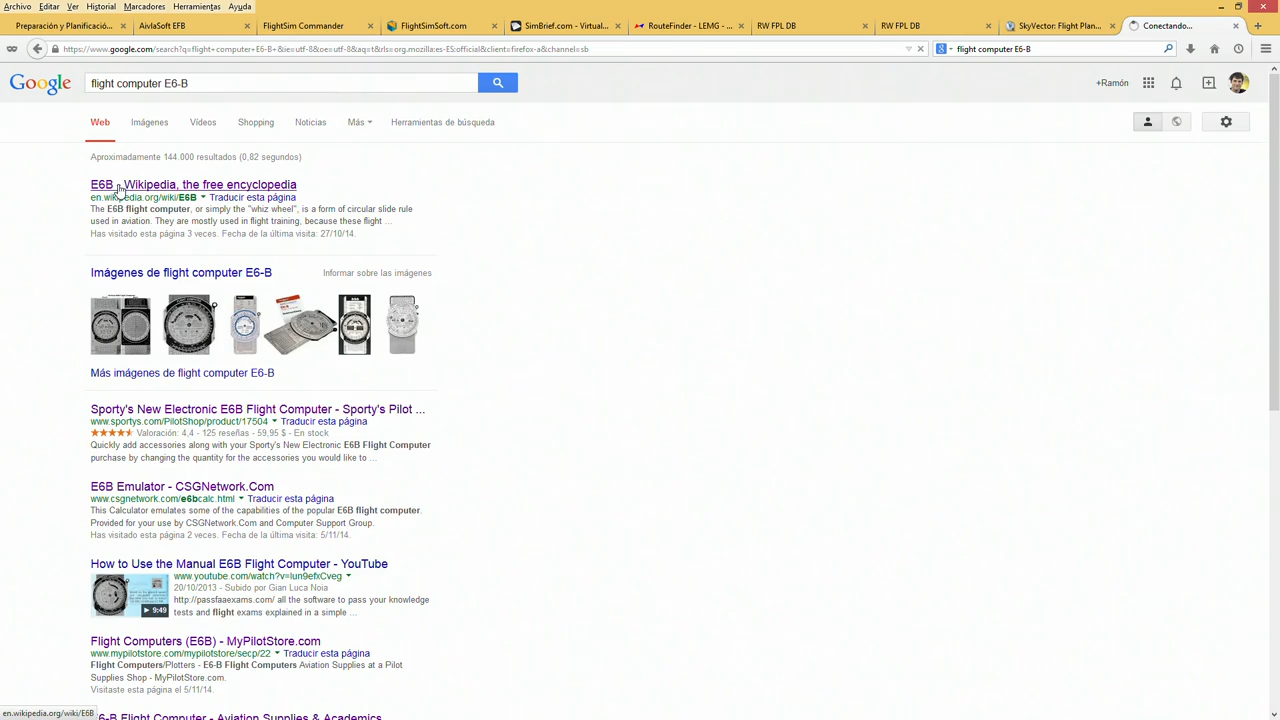 Archivo Editar Ver Historial Marcadores Herramientas Ayuda
Preparación y Planificació... AivlaSoft EFB FlightSim Commander FlightSimSoft.com SimBrief.com - Virtual... RouteFinder - LEMG - ... RW FPL DB RW FPL DB SkyVector: Flight Plan... Conectando...
https://www.google.com/search?q=flight+computer+E6-B+&ie=utf-8&oe=utf-8&aq=t&rls=org.mozilla:es-ES:official&client=firefox-a&channel=sb flight computer E6-B
Google flight computer E6-B +Ramón
Web Imágenes Vídeos Shopping Noticias Más Herramientas de búsqueda
Aproximadamente 144.000 resultados (0,82 segundos)
E6B - Wikipedia, the free encyclopedia
en.wikipedia.org/wiki/E6B Traducir esta página
The E6B flight computer, or simply the "whiz wheel", is a form of circular slide rule
used in aviation. They are mostly used in flight training, because these flight ...
Has visitado esta página 3 veces. Fecha de la última visita: 27/10/14.
Imágenes de flight computer E6-B Informar sobre las imágenes
Más imágenes de flight computer E6-B
Sporty's New Electronic E6B Flight Computer - Sporty's Pilot ...
www.sportys.com/PilotShop/product/17504 Traducir esta página
Valoración: 4,4 - 125 reseñas - 59,95 $ - En stock
Quickly add accessories along with your Sporty's New Electronic E6B Flight Computer
purchase by changing the quantity for the accessories you would like to ...
E6B Emulator - CSGNetwork.Com
www.csgnetwork.com/e6bcalc.html Traducir esta página
This Calculator emulates some of the capabilities of the popular E6B flight computer.
Provided for your use by CSGNetwork.Com and Computer Support Group.
Has visitado esta página 2 veces. Fecha de la última visita: 5/11/14.
How to Use the Manual E6B Flight Computer - YouTube
www.youtube.com/watch?v=lun9efxCveg
20/10/2013 - Subido por Gian Luca Noia
http://passfaaexams.com/ all the software to pass your knowledge
tests and flight exams explained in a simple ...
9:49
Flight Computers (E6B) - MyPilotStore.com
www.mypilotstore.com/mypilotstore/secp/22 Traducir esta página
Flight Computers/Plotters - E6-B Flight Computers Aviation Supplies at a Pilot
Supplies Shop - MyPilotStore.com.
Visitaste esta página el 5/11/14.
6-B Flight Computer - Aviation Supplies & Academics
en.wikipedia.org/wiki/E6B